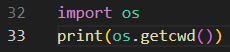 32 import os
33 print(os.getcwd())